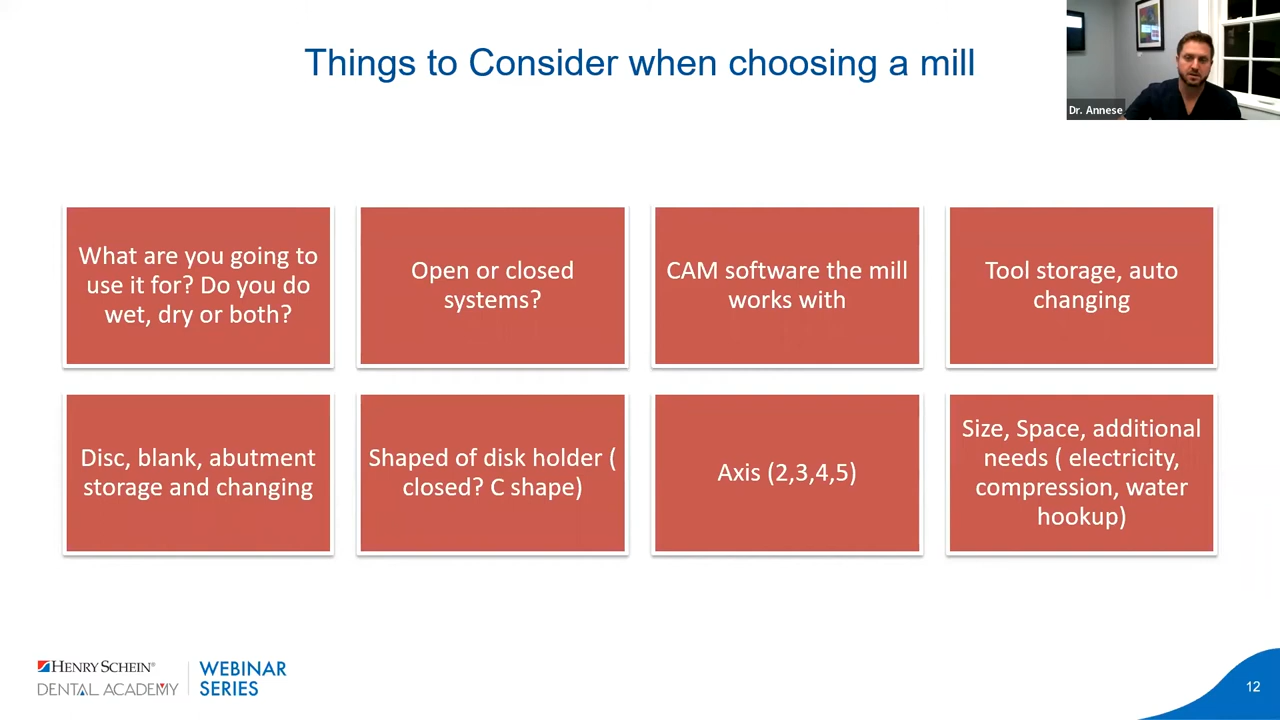 Things to Consider when choosing a mill
Dr. Annese
What are you going to
use it for? Do you do
wet, dry or both?
Open or closed
systems?
CAM software the mill
works with
Tool storage, auto
changing
Disc, blank, abutment
storage and changing
Shaped of disk holder (
closed? C shape)
Axis (2,3,4,5)
Size, Space, additional
needs ( electricity,
compression, water
hookup)
HENRY SCHEIN®
DENTAL ACADEMY
WEBINAR
SERIES
12